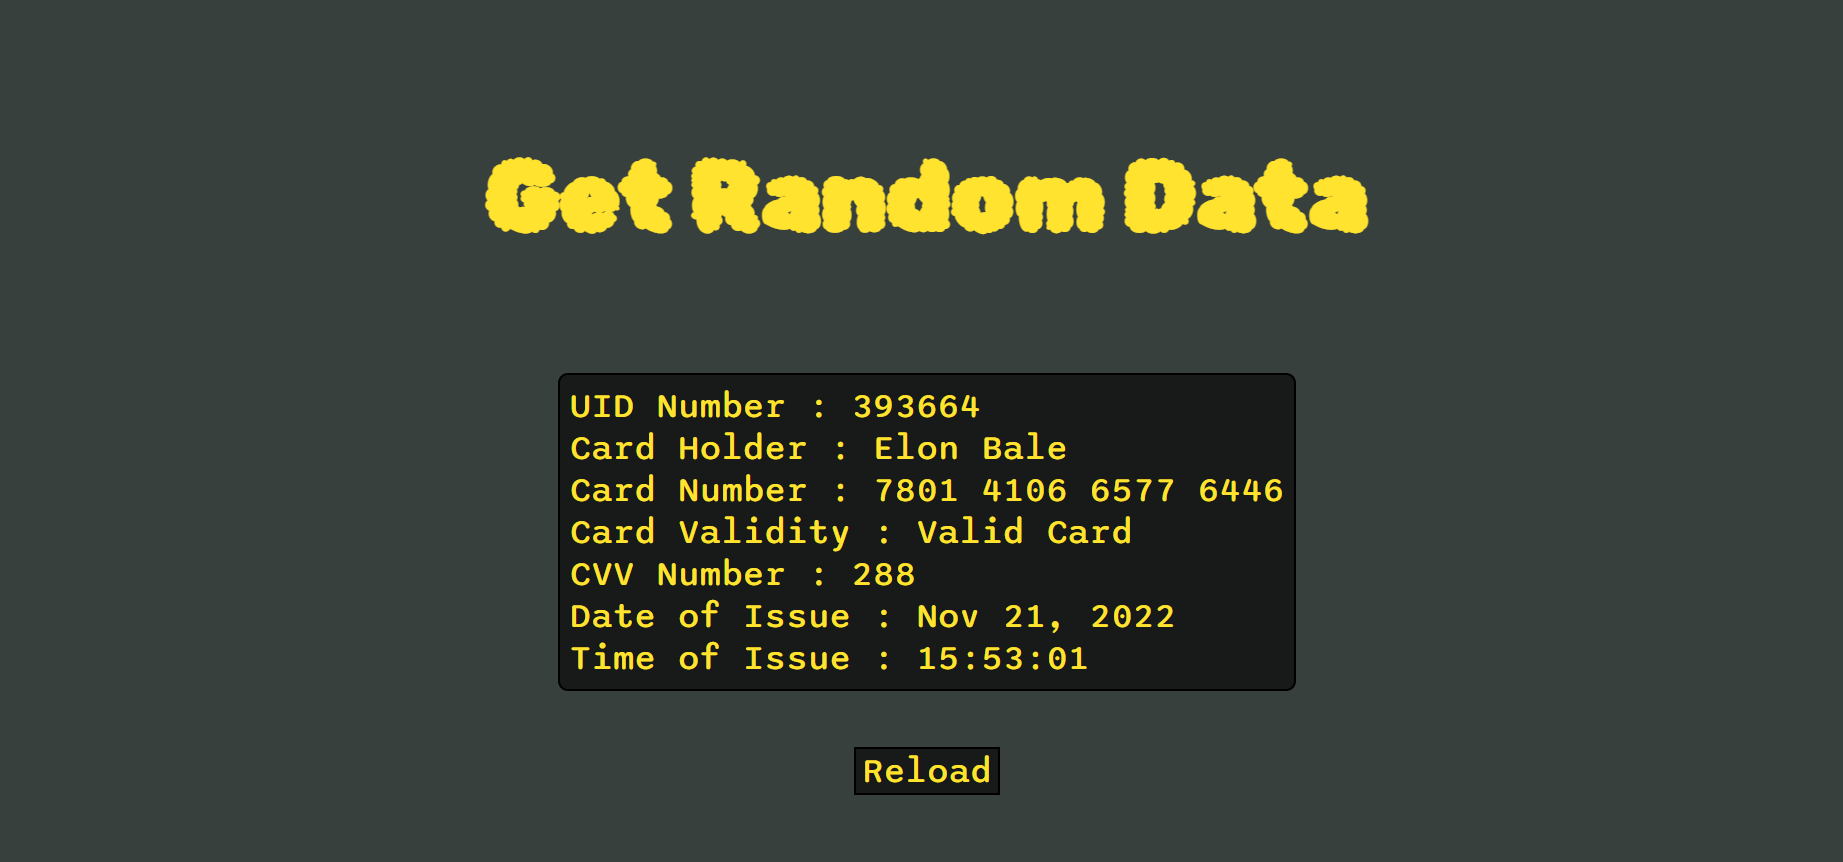 Get Random Data
UID Number : 393664
Card Holder : Elon Bale
Card Number : 7801 4106 6577 6446
Card Validity : Valid Card
CVV Number : 288
Date of Issue : Nov 21, 2022
Time of Issue : 15:53:01
Reload